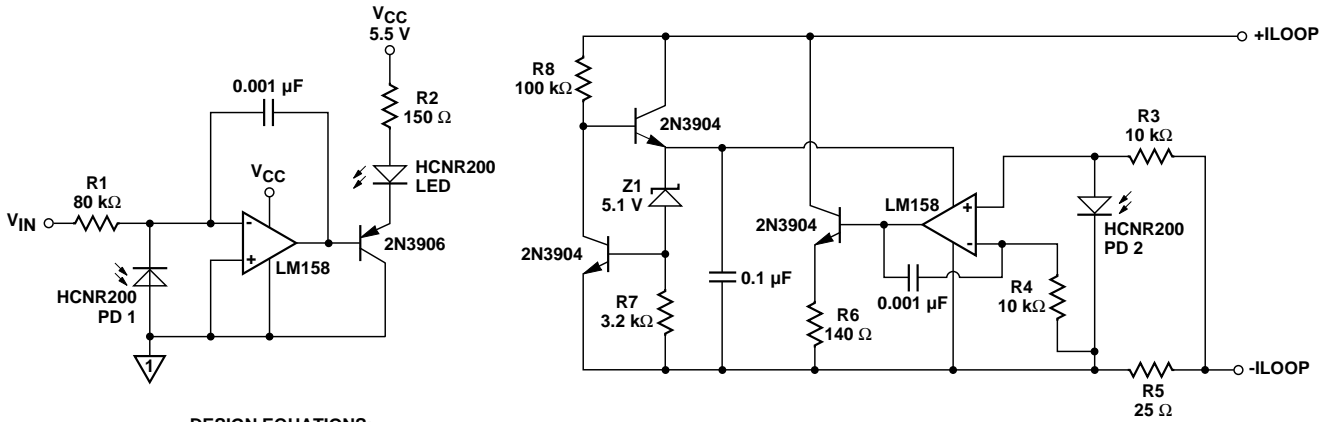 VCC
5.5 V
0.001 µF
R2
150 Ω
HCNR200
LED
VCC
R1
80 kΩ
VIN
-
+
LM158
2N3906
HCNR200
PD 1
1
+ILOOP
R8
100 kΩ
2N3904
R3
10 kΩ
Z1
5.1 V
LM158
+
-
2N3904
HCNR200
PD 2
2N3904
0.1 µF
0.001 µF
R4
10 kΩ
R7
3.2 kΩ
R6
140 Ω
-ILOOP
R5
25 Ω
DESIGN EQUATIONS